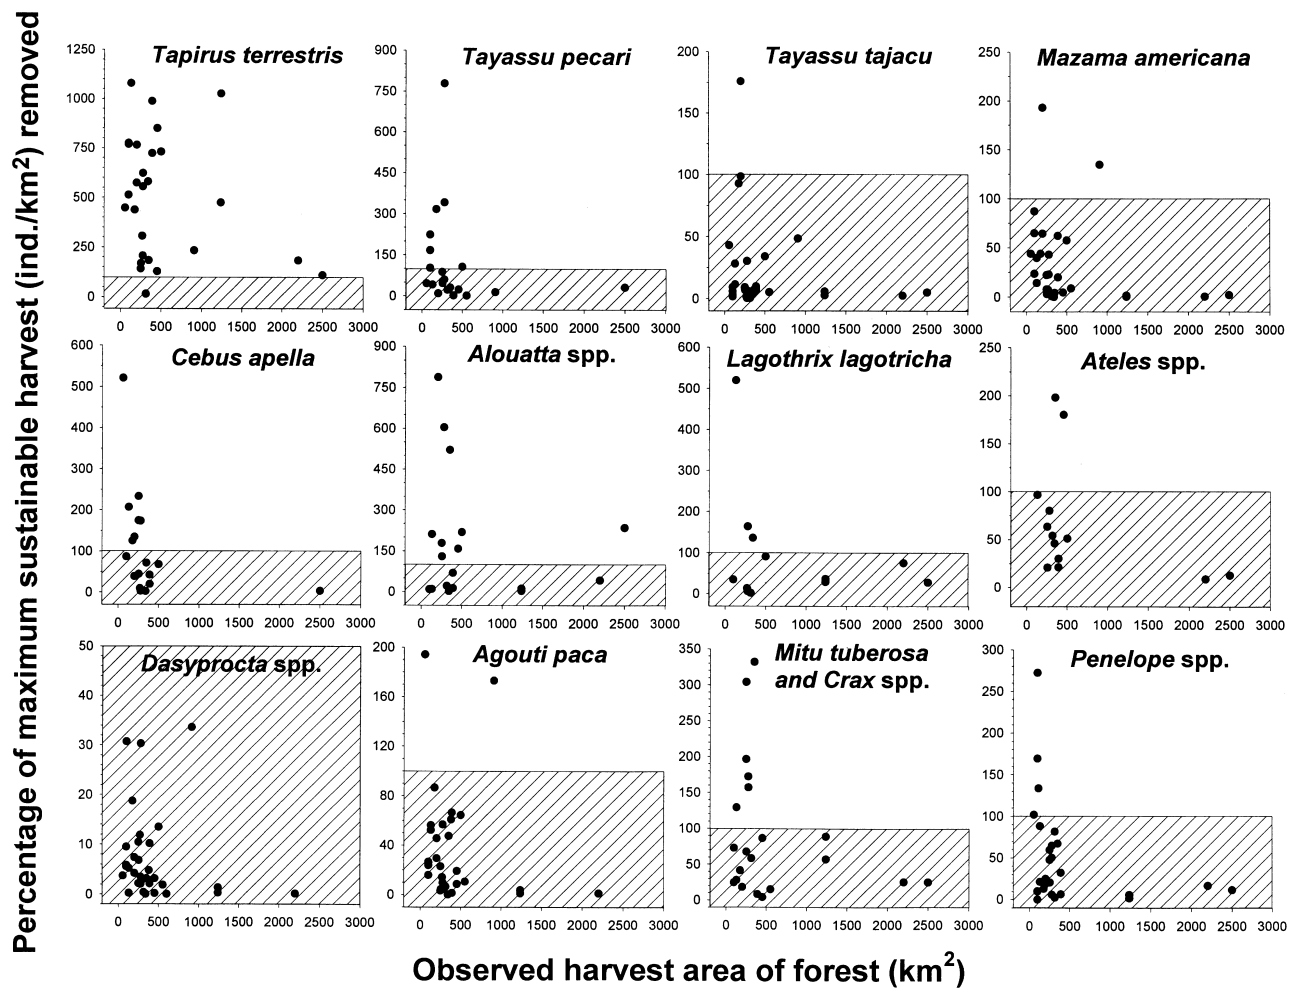 Percentage of maximum sustainable harvest (ind./km2) removed
Tapirus terrestris
1250
1000
750
500
250
0
0 500 1000 1500 2000 2500 3000
Tayassu pecari
900
750
600
450
300
150
0
0 500 1000 1500 2000 2500 3000
Tayassu tajacu
200
150
100
50
0
0 500 1000 1500 2000 2500 3000
Mazama americana
250
200
150
100
50
0
0 500 1000 1500 2000 2500 3000
Cebus apella
600
500
400
300
200
100
0
0 500 1000 1500 2000 2500 3000
Alouatta spp.
900
750
600
450
300
150
0
0 500 1000 1500 2000 2500 3000
Lagothrix lagotricha
600
500
400
300
200
100
0
0 500 1000 1500 2000 2500 3000
Ateles spp.
250
200
150
100
50
0
0 500 1000 1500 2000 2500 3000
Dasyprocta spp.
50
40
30
20
10
0
0 500 1000 1500 2000 2500 3000
Agouti paca
200
160
120
80
40
0
0 500 1000 1500 2000 2500 3000
Mitu tuberosa
and Crax spp.
350
300
250
200
150
100
50
0
0 500 1000 1500 2000 2500 3000
Penelope spp.
300
250
200
150
100
50
0
0 500 1000 1500 2000 2500 3000
Observed harvest area of forest (km2)